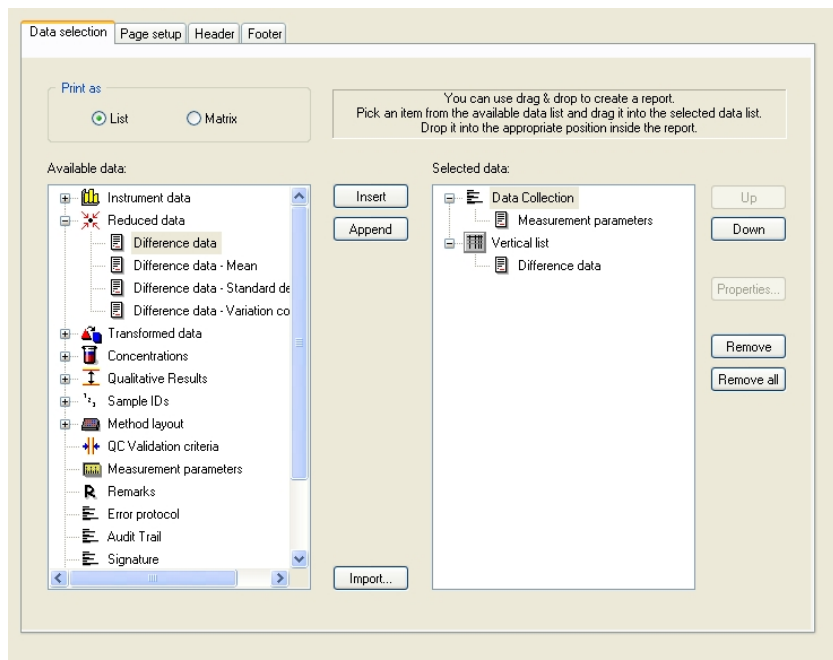 Data selection
Page setup
Header
Footer
Print as
List
Matrix
You can use drag & drop to create a report.
Pick an item from the available data list and drag it into the selected data list.
Drop it into the appropriate position inside the report.
Available data:
Instrument data
Reduced data
Difference data
Difference data - Mean
Difference data - Standard de
Difference data - Variation co
Transformed data
Concentrations
Qualitative Results
Sample IDs
Method layout
QC Validation criteria
Measurement parameters
Remarks
Error protocol
Audit Trail
Signature
Insert
Append
Import...
Selected data:
Data Collection
Measurement parameters
Vertical list
Difference data
Up
Down
Properties...
Remove
Remove all